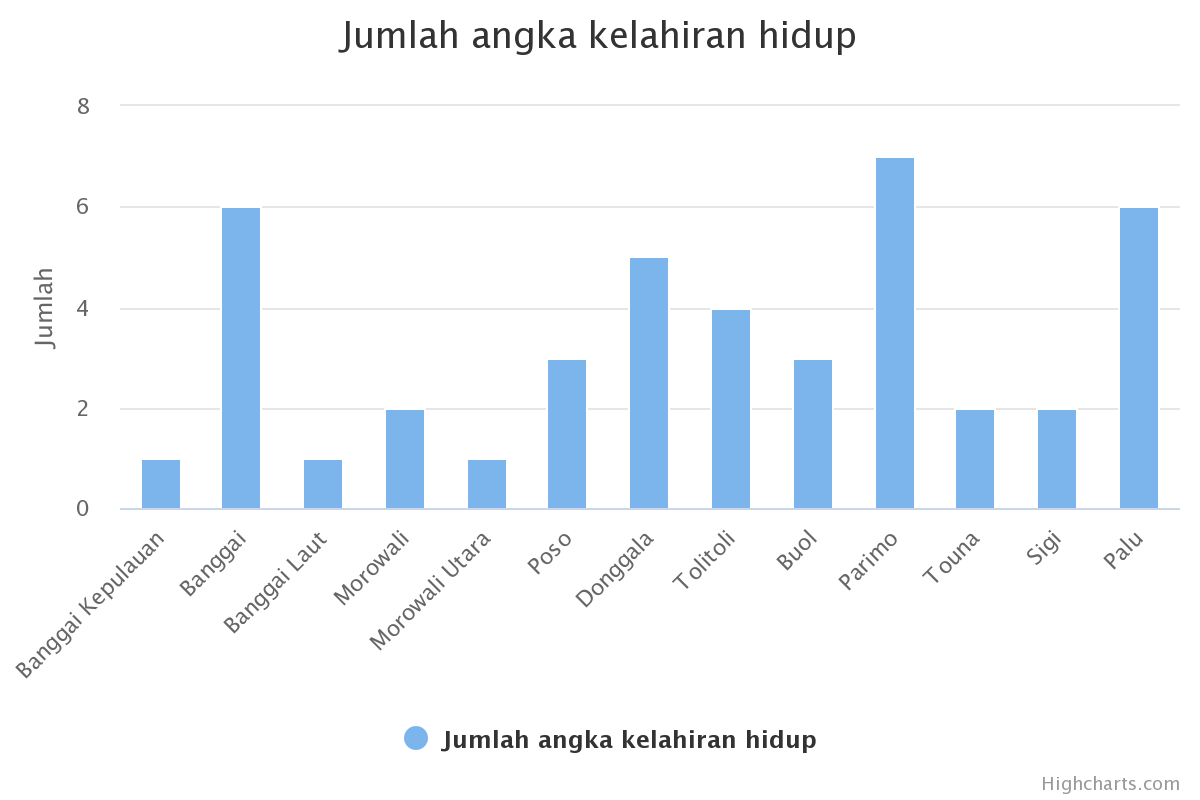 Jumlah angka kelahiran hidup
8
6
4
2
0
Jumlah
Banggai Kepulauan
Banggai
Banggai Laut
Morowali
Morowali Utara
Poso
Donggala
Tolitoli
Buol
Parimo
Touna
Sigi
Palu
Jumlah angka kelahiran hidup
Highcharts.com